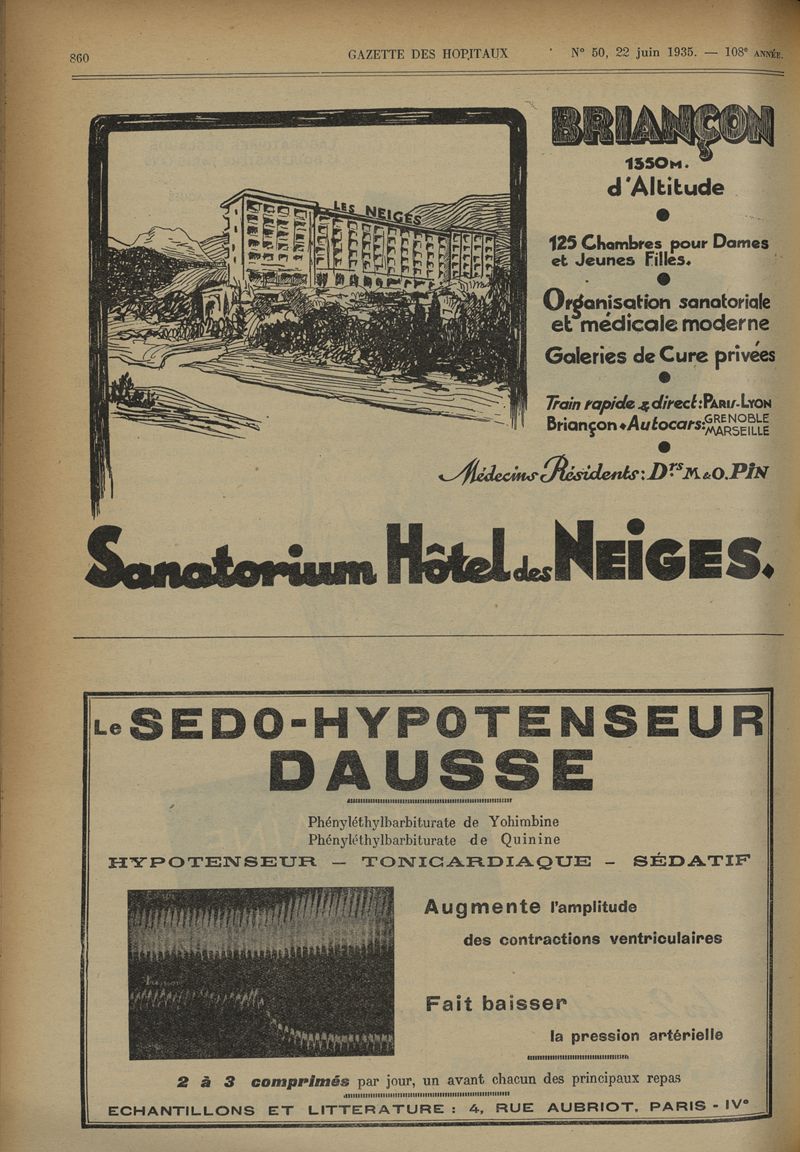 860
GAZETTE DES HOPITAUX
N° 50, 22 juin 1935. — 108e ANNÉE.
LES NEIGES
BRIANÇON
1350M.
d'Altitude
125 Chambres pour Dames
et Jeunes Filles.
Organisation sanatoriale
et médicale moderne
Galeries de Cure privées
Train rapide & direct: PARIS-LYON
Briançon Autocars: GRENOBLE
MARSEILLE
Médecins Résidents: Drs M. & O. PIN
Sanatorium Hôtel des NEIGES.
Le SEDO-HYPOTENSEUR
DAUSSE
Phényléthylbarbiturate de Yohimbine
Phényléthylbarbiturate de Quinine
HYPOTENSEUR — TONICARDIAQUE — SÉDATIF
Augmente l'amplitude
des contractions ventriculaires
Fait baisser
la pression artérielle
2 à 3 comprimés par jour, un avant chacun des principaux repas
ECHANTILLONS ET LITTERATURE : 4, RUE AUBRIOT, PARIS - IVe